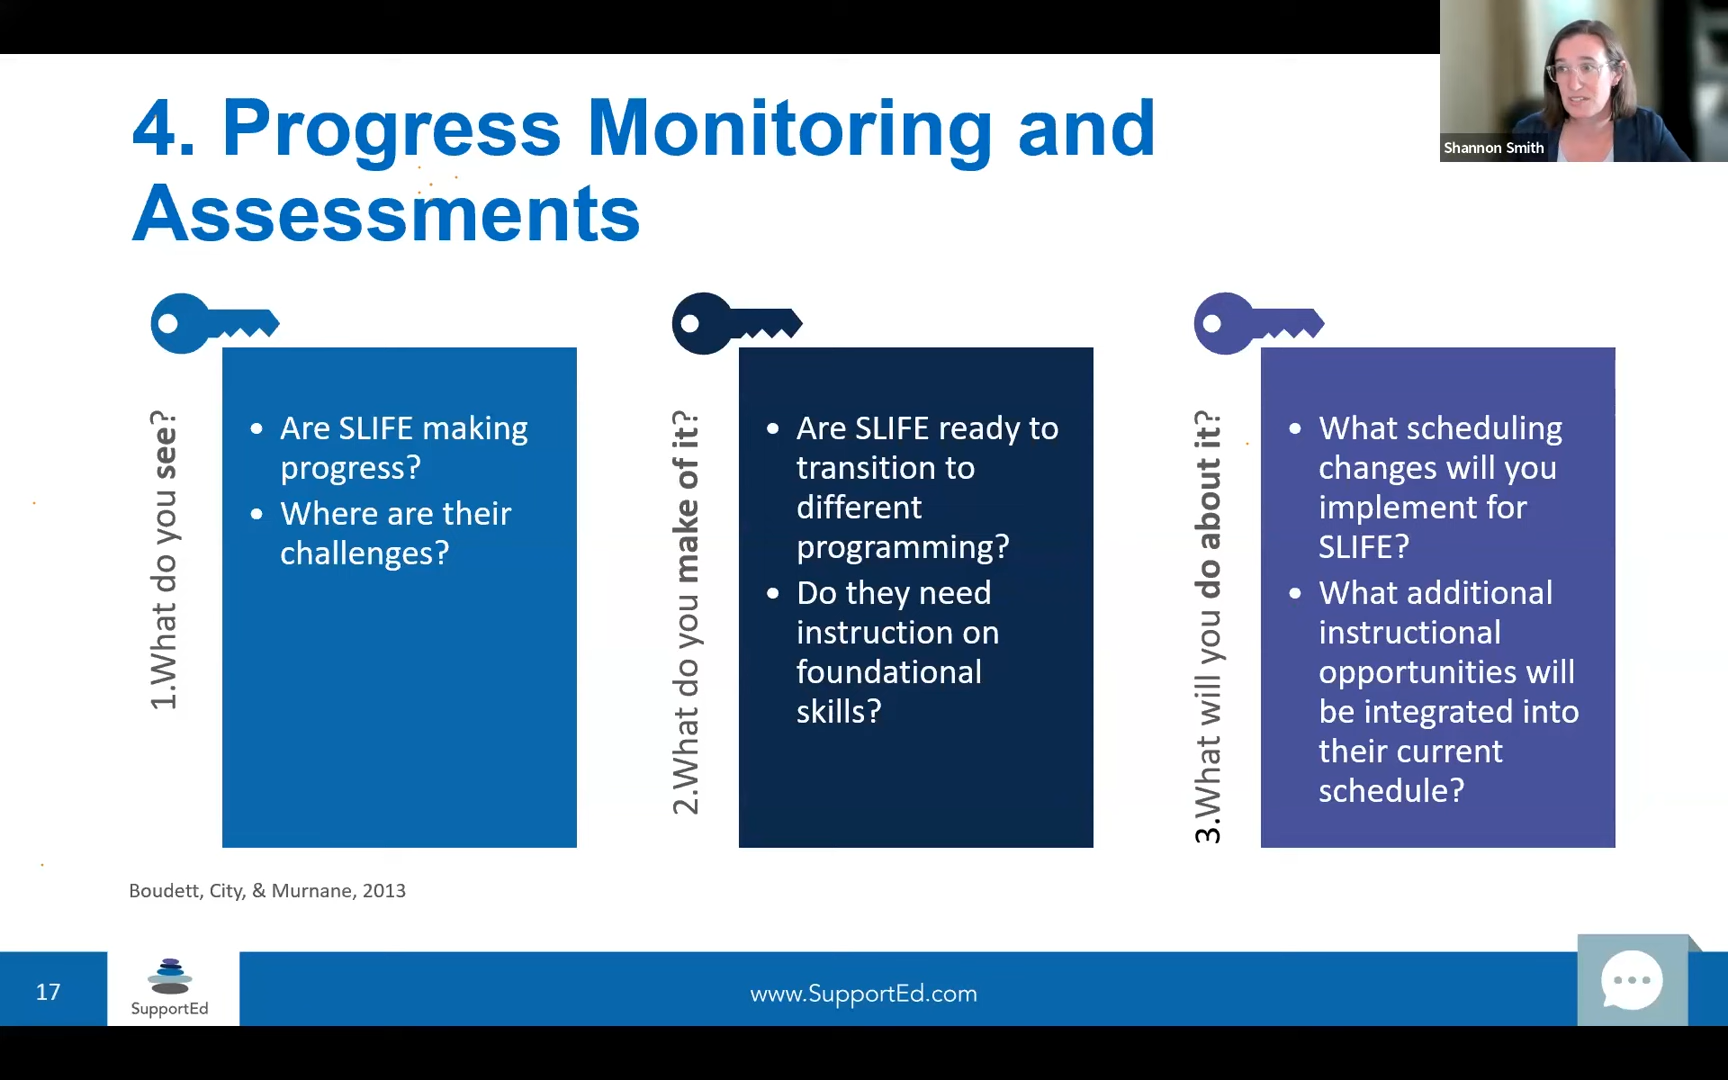 4. Progress Monitoring and
Assessments
Shannon Smith
1.What do you see?
• Are SLIFE making
progress?
• Where are their
challenges?
2.What do you make of it?
• Are SLIFE ready to
transition to
different
programming?
• Do they need
instruction on
foundational
skills?
3.What will you do about it?
• What scheduling
changes will you
implement for
SLIFE?
• What additional
instructional
opportunities will
be integrated into
their current
schedule?
Boudett, City, & Murnane, 2013
17
SupportEd
www.SupportEd.com